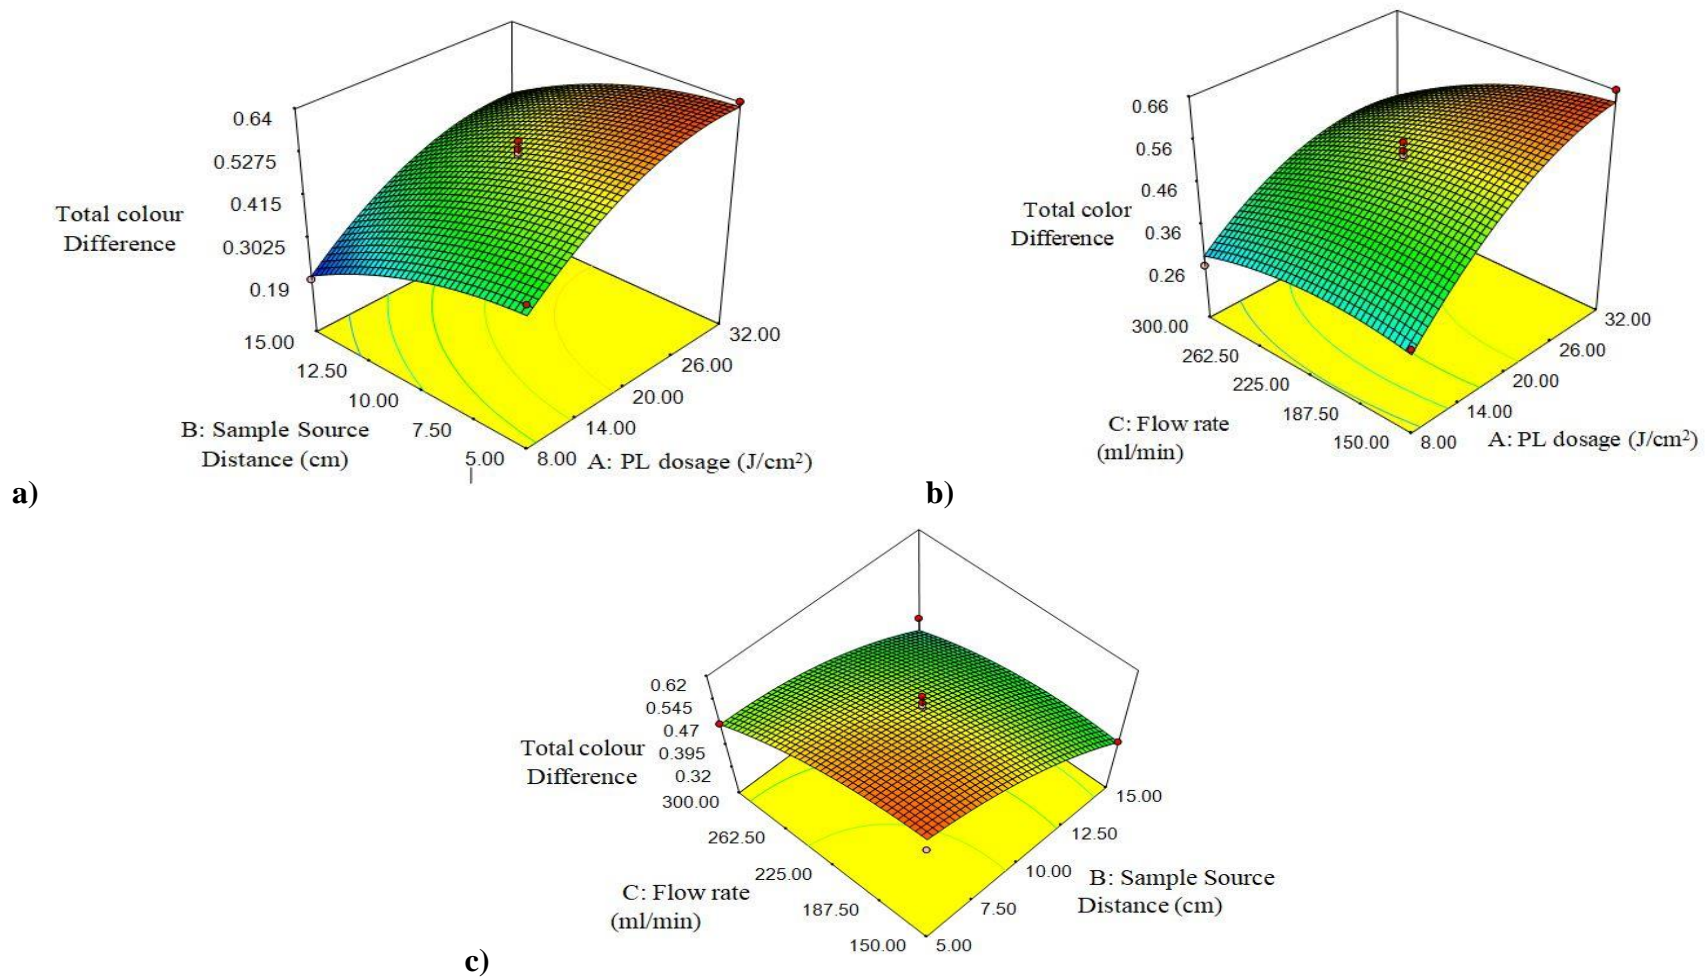 0.64
0.5275
0.415
0.3025
0.19
Total colour
Difference
15.00
12.50
10.00
7.50
5.00
B: Sample Source
Distance (cm)
8.00
14.00
20.00
26.00
32.00
A: PL dosage (J/cm²)
a)
0.66
0.56
0.46
0.36
0.26
Total color
Difference
300.00
262.50
225.00
187.50
150.00
C: Flow rate
(ml/min)
8.00
14.00
20.00
26.00
32.00
A: PL dosage (J/cm²)
b)
0.62
0.545
0.47
0.395
0.32
Total colour
Difference
300.00
262.50
225.00
187.50
150.00
C: Flow rate
(ml/min)
5.00
7.50
10.00
12.50
15.00
B: Sample Source
Distance (cm)
c)